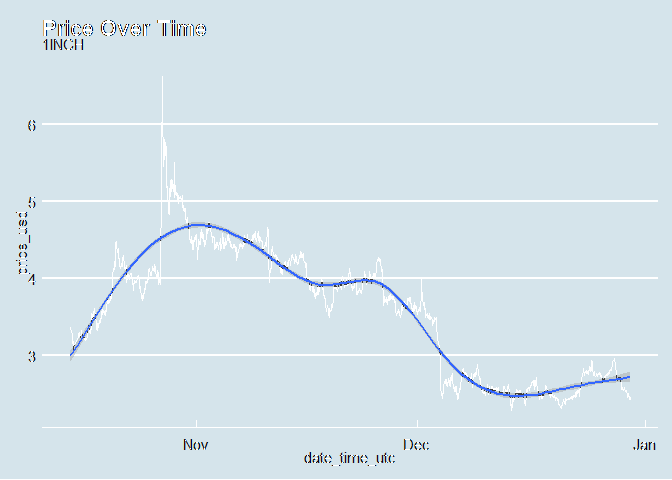 Price Over Time
1INCH
6
5
4
3
price_usd
Nov
Dec
Jan
date_time_utc